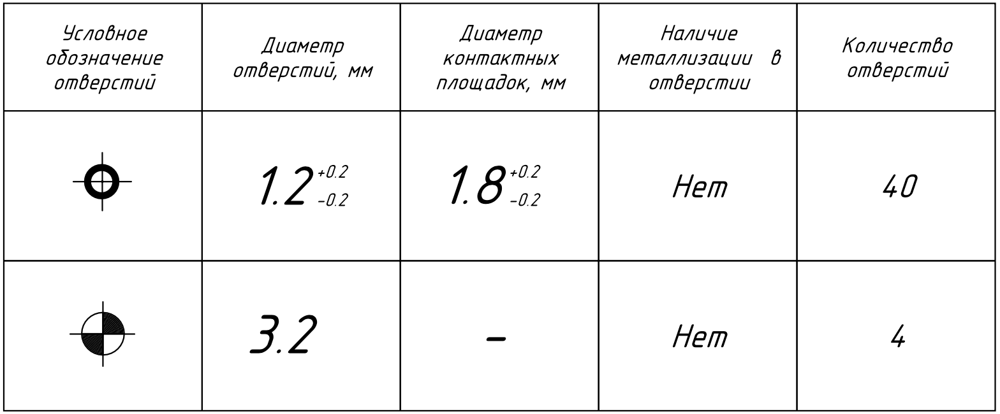 Условное
обозначение
отверстий
Диаметр
отверстий, мм
Диаметр
контактных
площадок, мм
Наличие
металлизации в
отверстии
Количество
отверстий
1.2 +0.2
-0.2
1.8 +0.2
-0.2
Нет
40
3.2
-
Нет
4